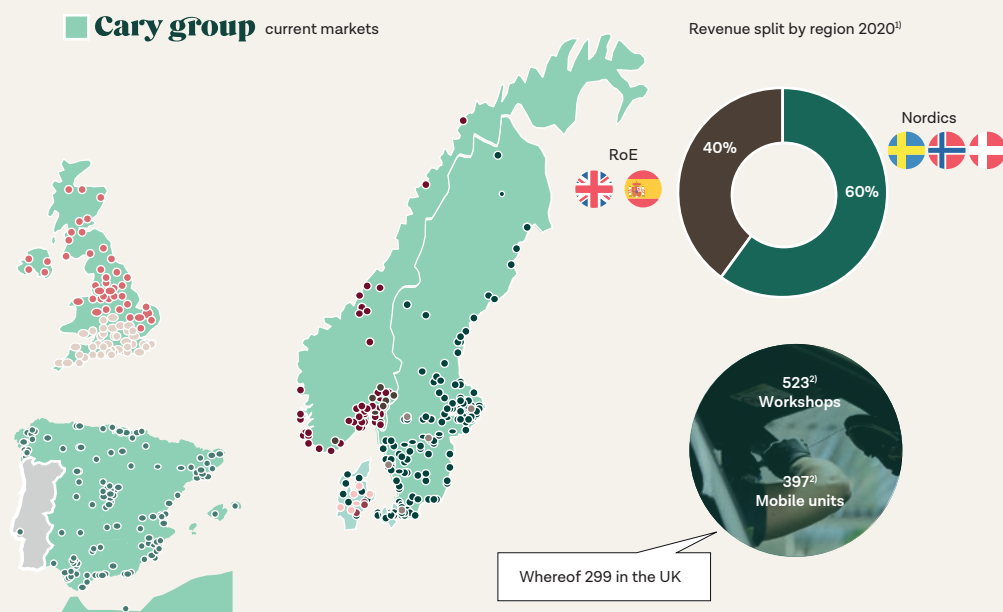 Cary group current markets
Revenue split by region 2020¹⁾
Nordics
RoE
40%
60%
523²⁾
Workshops
397²⁾
Mobile units
Whereof 299 in the UK